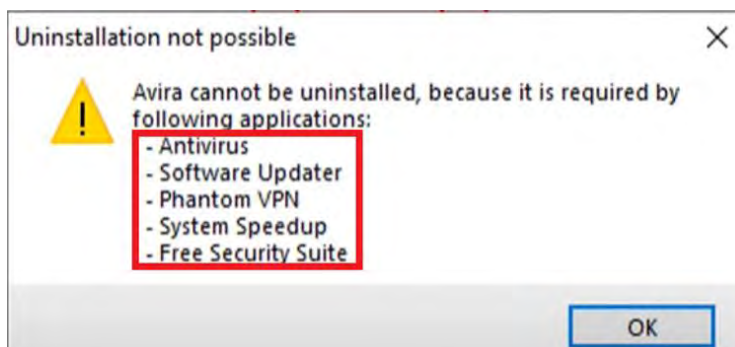 Uninstallation not possible
Avira cannot be uninstalled, because it is required by
following applications:
- Antivirus
- Software Updater
- Phantom VPN
- System Speedup
- Free Security Suite
OK